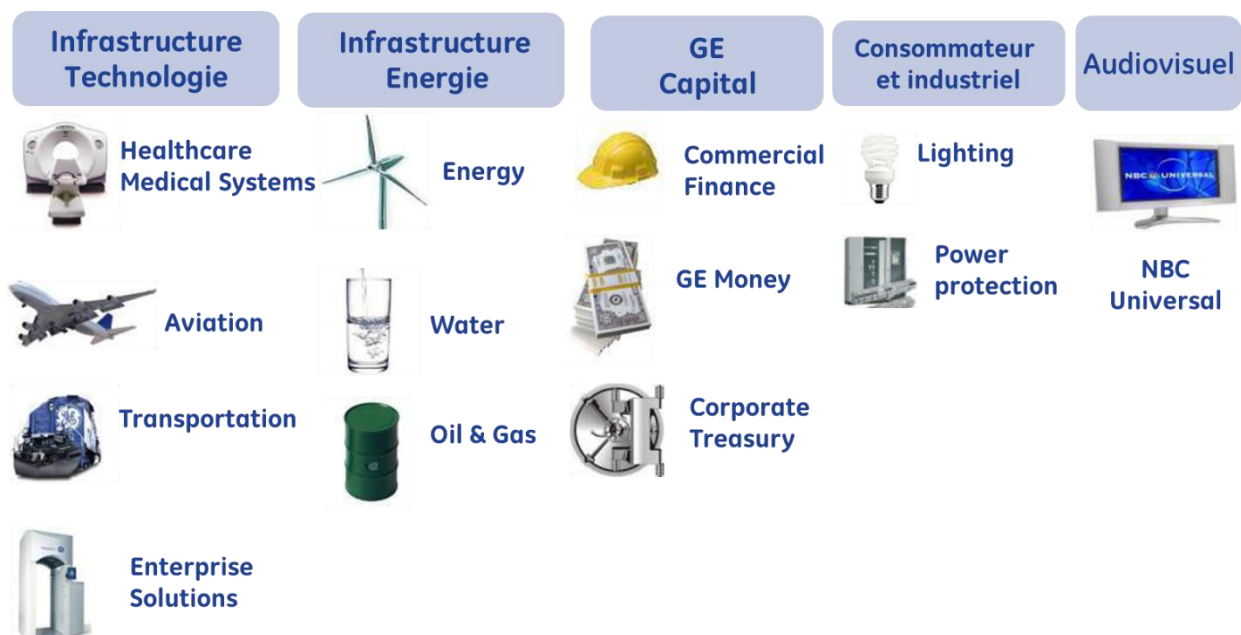 Infrastructure
Technologie
Infrastructure
Energie
GE
Capital
Consommateur
et industriel
Audiovisuel
Healthcare
Medical Systems
Aviation
Transportation
Enterprise
Solutions
Energy
Water
Oil & Gas
Commercial
Finance
GE Money
Corporate
Treasury
Lighting
Power
protection
NBC UNIVERSAL
NBC
Universal